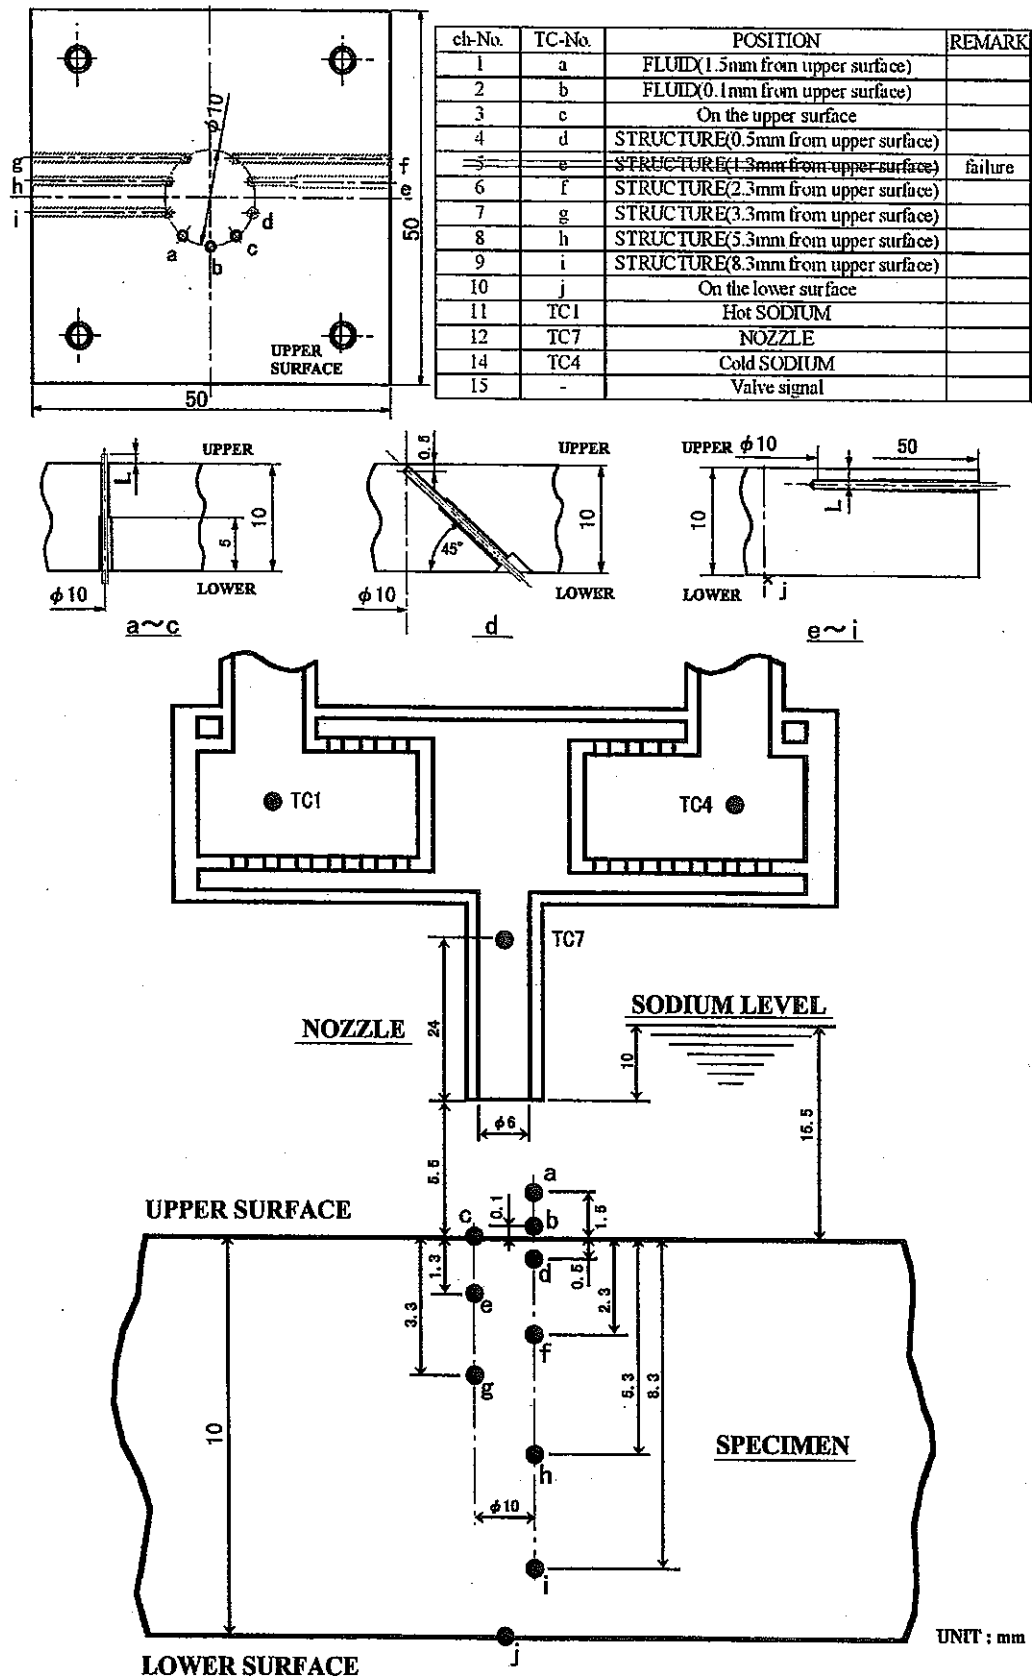 ch-No. TC-No. POSITION REMARK
1 a FLUID(1.5mm from upper surface)
2 b FLUID(0.1mm from upper surface)
3 c On the upper surface
4 d STRUCTURE(0.5mm from upper surface)
5 e STRUCTURE(1.3mm from upper surface) failure
6 f STRUCTURE(2.3mm from upper surface)
7 g STRUCTURE(3.3mm from upper surface)
8 h STRUCTURE(5.3mm from upper surface)
9 i STRUCTURE(8.3mm from upper surface)
10 j On the lower surface
11 TC1 Hot SODIUM
12 TC7 NOZZLE
14 TC4 Cold SODIUM
15 - Valve signal
φ10
g
h
i
f
e
d
a
b
c
50
UPPER
SURFACE
50
UPPER
L
10
5
LOWER
φ10
a～c
0.5
UPPER
10
45°
φ10
LOWER
d
UPPER
φ10
50
10
L
LOWER
j
e～i
TC1
TC4
TC7
NOZZLE
24
SODIUM LEVEL
10
15.5
φ6
5.5
UPPER SURFACE
a
0.1
b
1.5
c
1.3
d
0.5
3.3
e
2.3
f
g
5.3
8.3
10
SPECIMEN
h
φ10
i
j
UNIT : mm
LOWER SURFACE